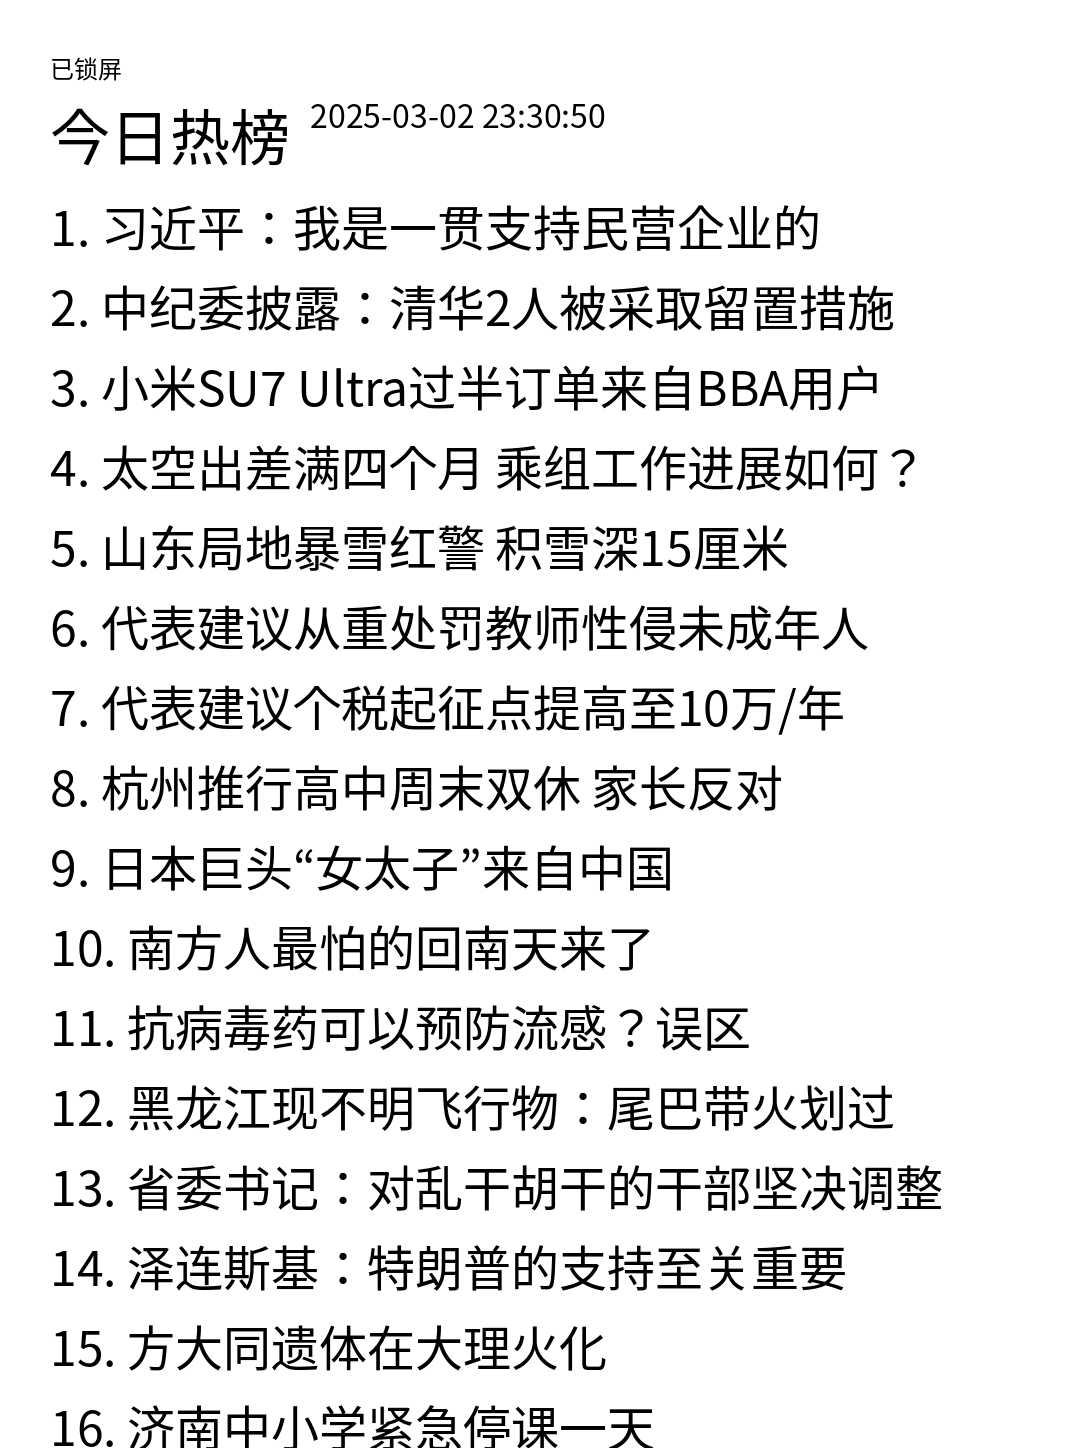 已锁屏
今日热榜 2025-03-02 23:30:50
1. 习近平：我是一贯支持民营企业的
2. 中纪委披露：清华2人被采取留置措施
3. 小米SU7 Ultra过半订单来自BBA用户
4. 太空出差满四个月 乘组工作进展如何？
5. 山东局地暴雪红警 积雪深15厘米
6. 代表建议从重处罚教师性侵未成年人
7. 代表建议个税起征点提高至10万/年
8. 杭州推行高中周末双休 家长反对
9. 日本巨头“女太子”来自中国
10. 南方人最怕的回南天来了
11. 抗病毒药可以预防流感？误区
12. 黑龙江现不明飞行物：尾巴带火划过
13. 省委书记：对乱干胡干的干部坚决调整
14. 泽连斯基：特朗普的支持至关重要
15. 方大同遗体在大理火化
16. 济南中小学紧急停课一天